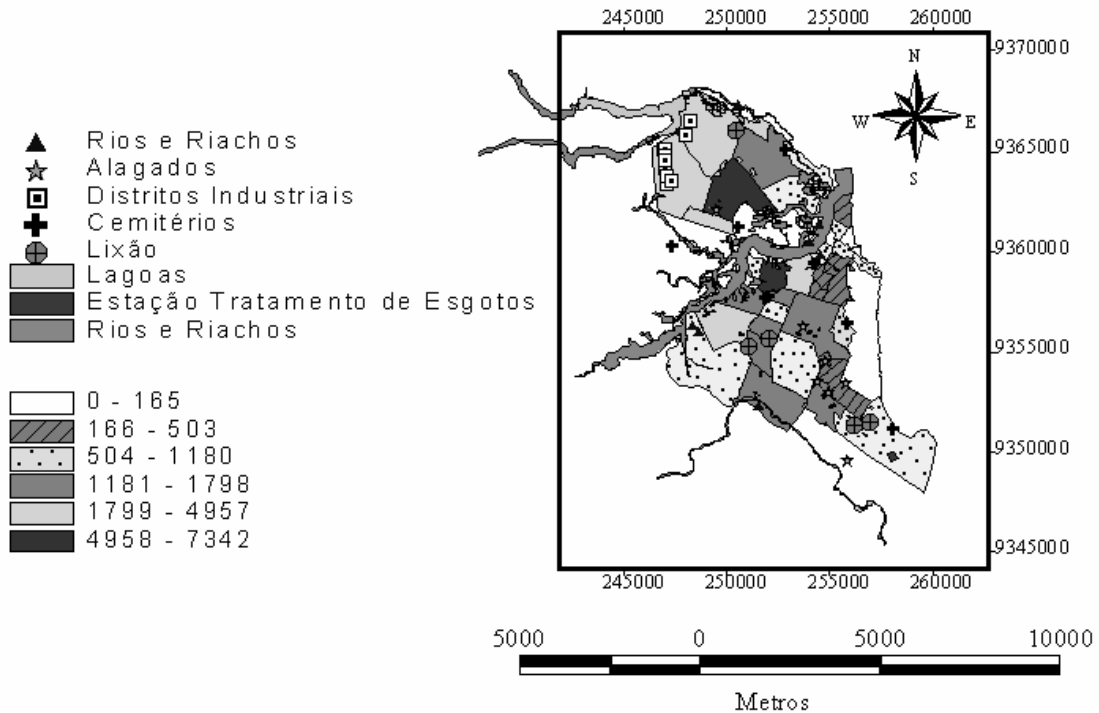 245000 250000 255000 260000
9370000
N
W E
S
9365000
9360000
9355000
9350000
9345000
245000 250000 255000 260000
Rios e Riachos
Alagados
Distritos Industriais
Cemitérios
Lixão
Lagoas
Estação Tratamento de Esgotos
Rios e Riachos
0 - 165
166 - 503
504 - 1180
1181 - 1798
1799 - 4957
4958 - 7342
5000 0 5000 10000
Metros